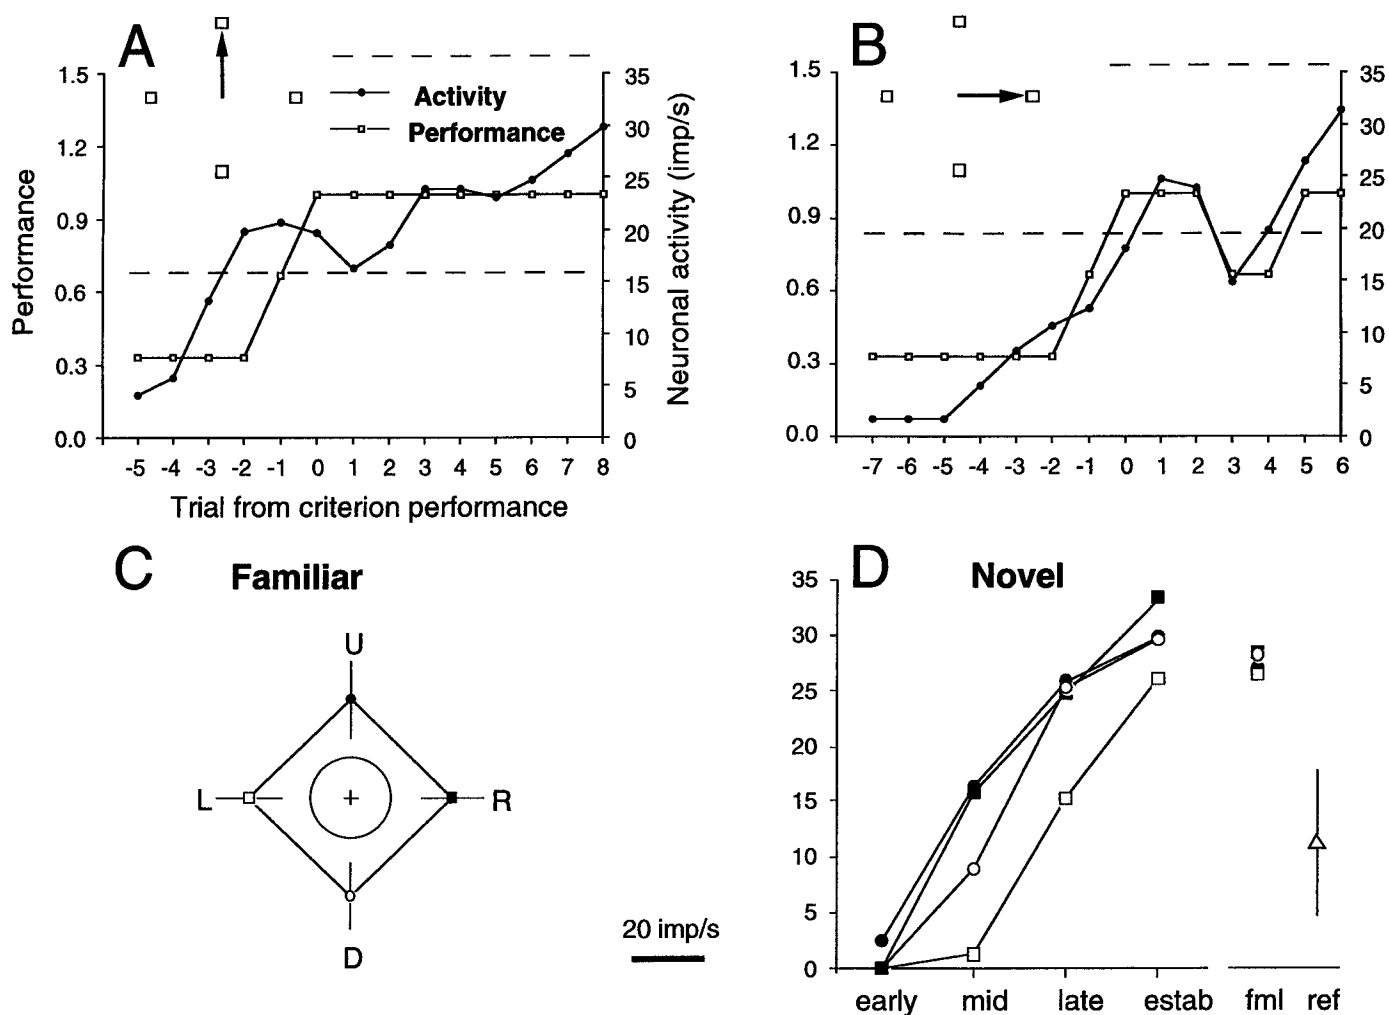 A
B
1.5
1.2
0.9
0.6
0.3
0.0
Performance
Activity
Performance
35
30
25
20
15
10
5
0
Neuronal activity (imp/s)
-5 -4 -3 -2 -1 0 1 2 3 4 5 6 7 8
Trial from criterion performance
1.5
1.2
0.9
0.6
0.3
0.0
35
30
25
20
15
10
5
0
-7 -6 -5 -4 -3 -2 -1 0 1 2 3 4 5 6
C Familiar
U
L R
D
20 imp/s
D Novel
35
30
25
20
15
10
5
0
early mid late estab fml ref